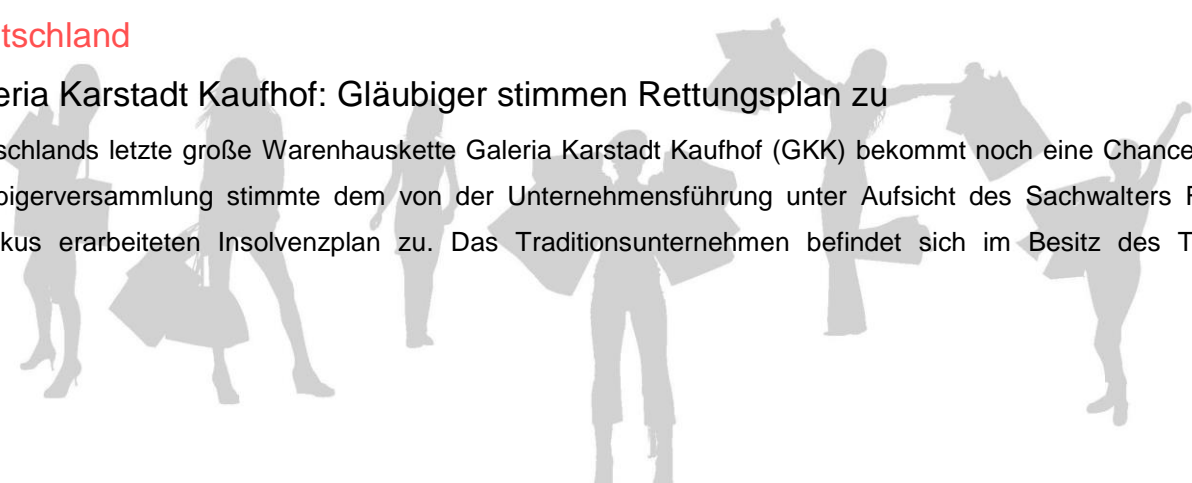 tschland
eria Karstadt Kaufhof: Gläubiger stimmen Rettungsplan zu
schlands letzte große Warenhauskette Galeria Karstadt Kaufhof (GKK) bekommt noch eine Chance
bigerversammlung stimmte dem von der Unternehmensführung unter Aufsicht des Sachwalters F
kus erarbeiteten Insolvenzplan zu. Das Traditionsunternehmen befindet sich im Besitz des T